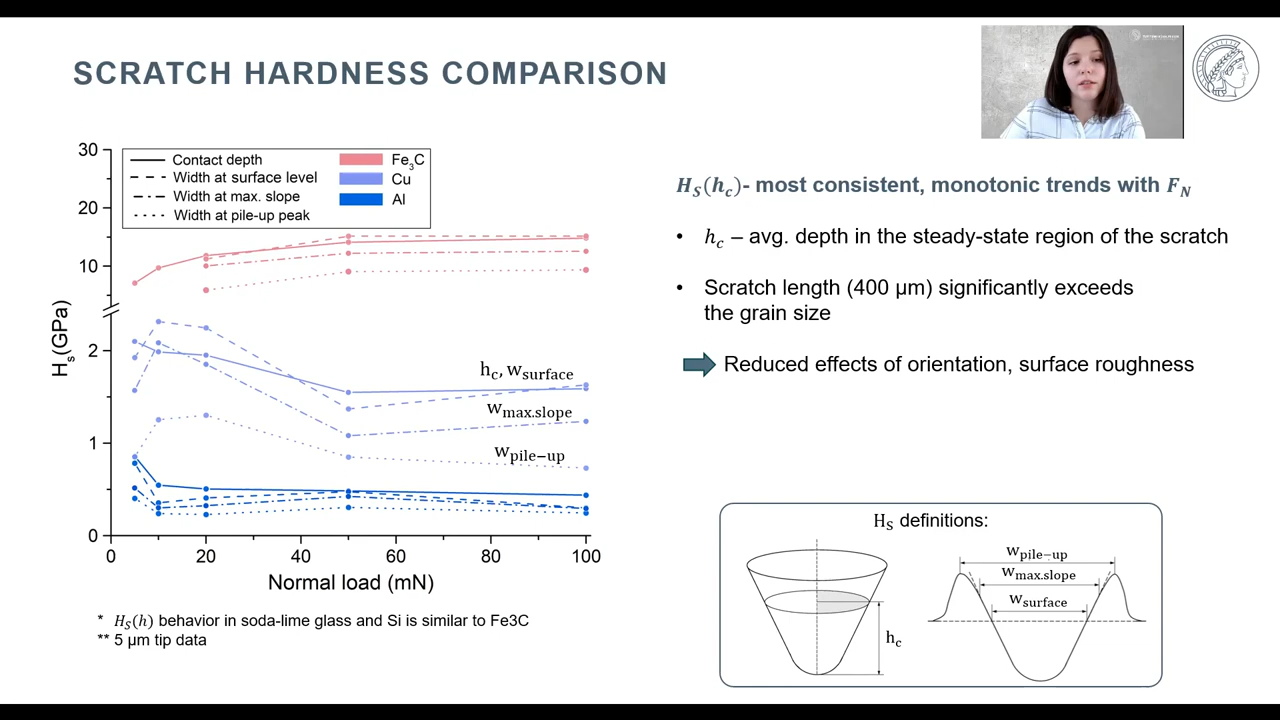 SCRATCH HARDNESS COMPARISON
30
20
10
2
1
0
Hs(GPa)
Contact depth
Width at surface level
Width at max. slope
Width at pile-up peak
Fe3C
Cu
Al
hc, wsurface
wmax.slope
wpile−up
0 20 40 60 80 100
Normal load (mN)
* HS(h) behavior in soda-lime glass and Si is similar to Fe3C
** 5 µm tip data
HS(hc)- most consistent, monotonic trends with FN
• hc – avg. depth in the steady-state region of the scratch
• Scratch length (400 µm) significantly exceeds
the grain size
Reduced effects of orientation, surface roughness
HS definitions:
hc
wpile−up
wmax.slope
wsurface